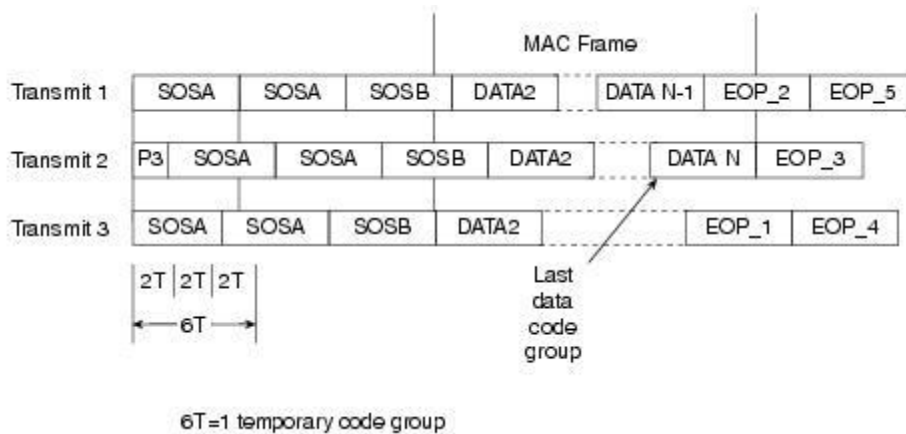 MAC Frame
Transmit 1 SOSA SOSA SOSB DATA2 DATA N-1 EOP_2 EOP_5
Transmit 2 P3 SOSA SOSA SOSB DATA2 DATA N EOP_3
Transmit 3 SOSA SOSA SOSB DATA2 EOP_1 EOP_4
2T 2T 2T
6T
Last
data
code
group
6T=1 temporary code group